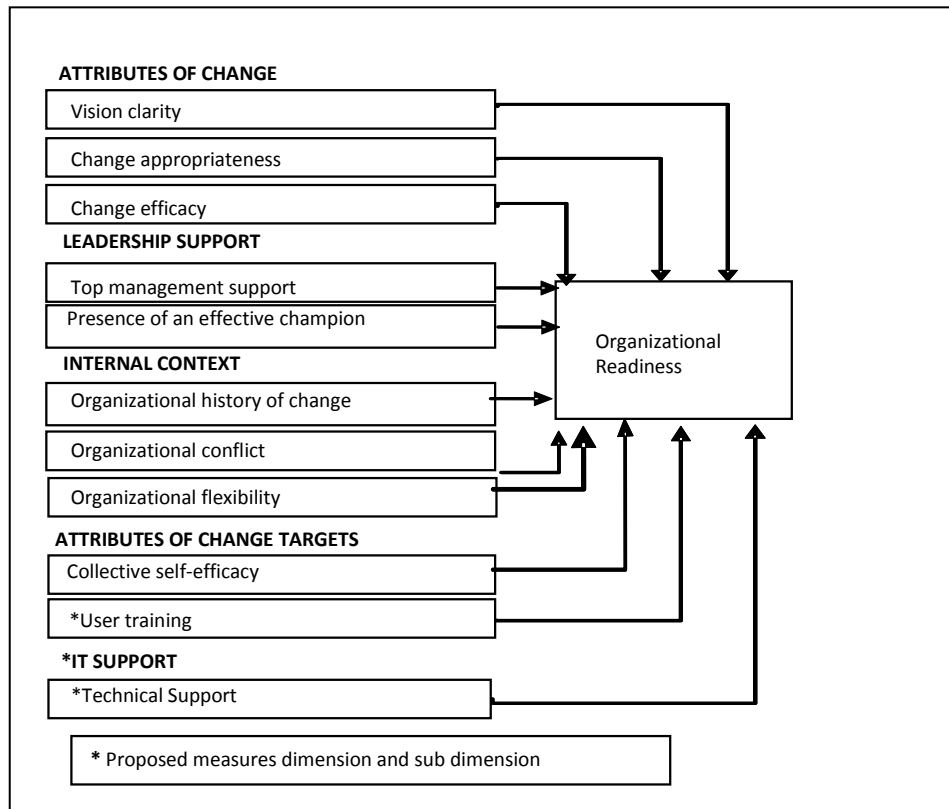 ATTRIBUTES OF CHANGE
Vision clarity
Change appropriateness
Change efficacy
LEADERSHIP SUPPORT
Top management support
Presence of an effective champion
INTERNAL CONTEXT
Organizational history of change
Organizational conflict
Organizational flexibility
ATTRIBUTES OF CHANGE TARGETS
Collective self-efficacy
*User training
*IT SUPPORT
*Technical Support
Organizational
Readiness
* Proposed measures dimension and sub dimension